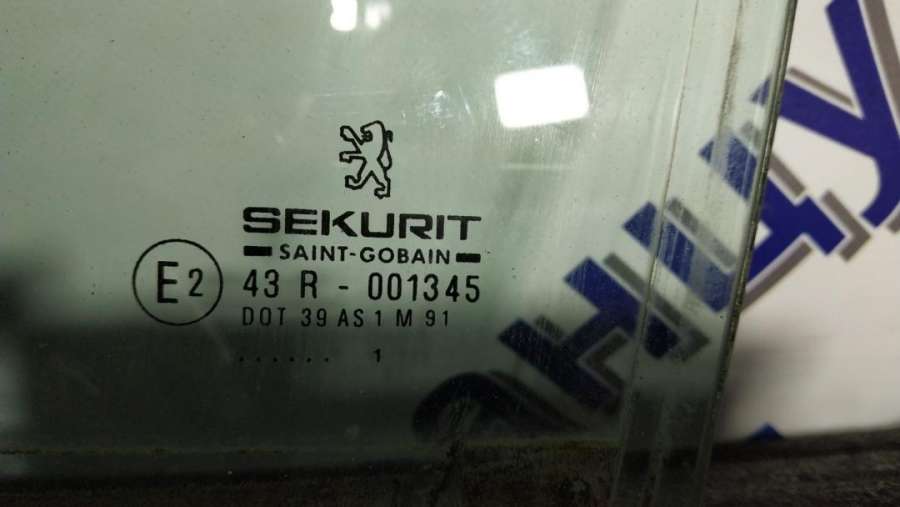 SEKURIT
SAINT-GOBAIN
E2 43 R - 001345
DOT 39 AS 1 M 91
...... 1